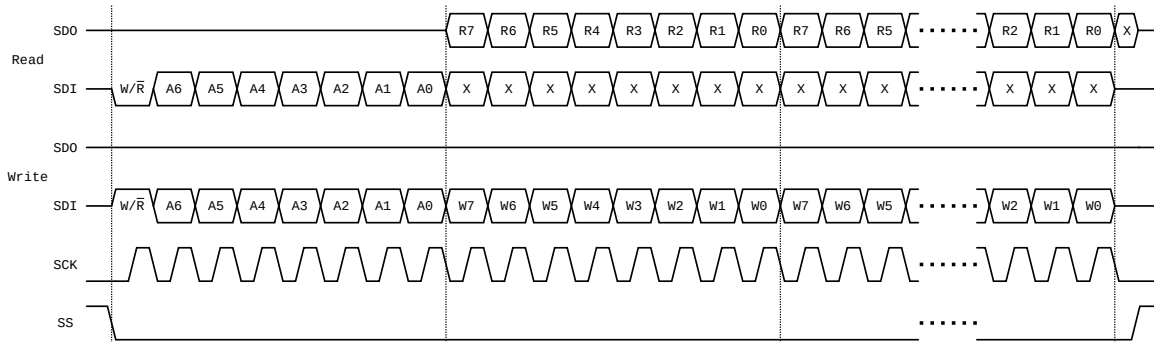 SDO R7 R6 R5 R4 R3 R2 R1 R0 R7 R6 R5 ...... R2 R1 R0 X
Read
SDI W/R̅ A6 A5 A4 A3 A2 A1 A0 X X X X X X X X X X X ...... X X X
SDO
Write
SDI W/R̅ A6 A5 A4 A3 A2 A1 A0 W7 W6 W5 W4 W3 W2 W1 W0 W7 W6 W5 ...... W2 W1 W0
SCK ......
SS ......